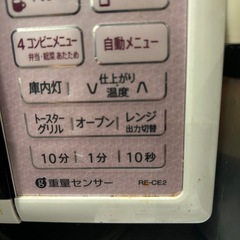 4 コンビニメニュー
弁当・総菜 あたため
自動メニュー
庫内灯
仕上がり
温度
トースター
グリル
オーブン
レンジ
出力切替
10分
1分
10秒
g 重量センサー
RE-CE2